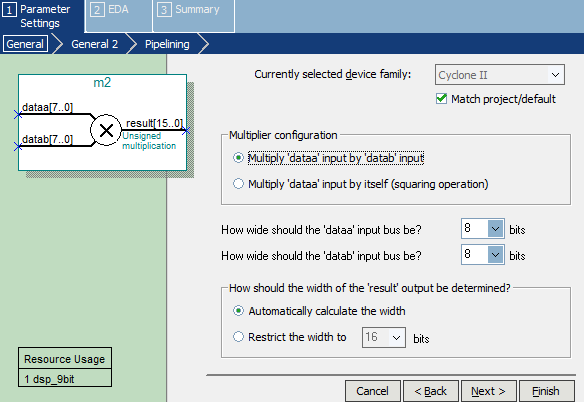 1 Parameter Settings
2 EDA
3 Summary
General
General 2
Pipelining
m2
dataa[7..0]
datab[7..0]
result[15..0]
Unsigned
multiplication
Resource Usage
1 dsp_9bit
Currently selected device family:
Cyclone II
Match project/default
Multiplier configuration
Multiply 'dataa' input by 'datab' input
Multiply 'dataa' input by itself (squaring operation)
How wide should the 'dataa' input bus be?
8
bits
How wide should the 'datab' input bus be?
8
bits
How should the width of the 'result' output be determined?
Automatically calculate the width
Restrict the width to
16
bits
Cancel
< Back
Next >
Finish